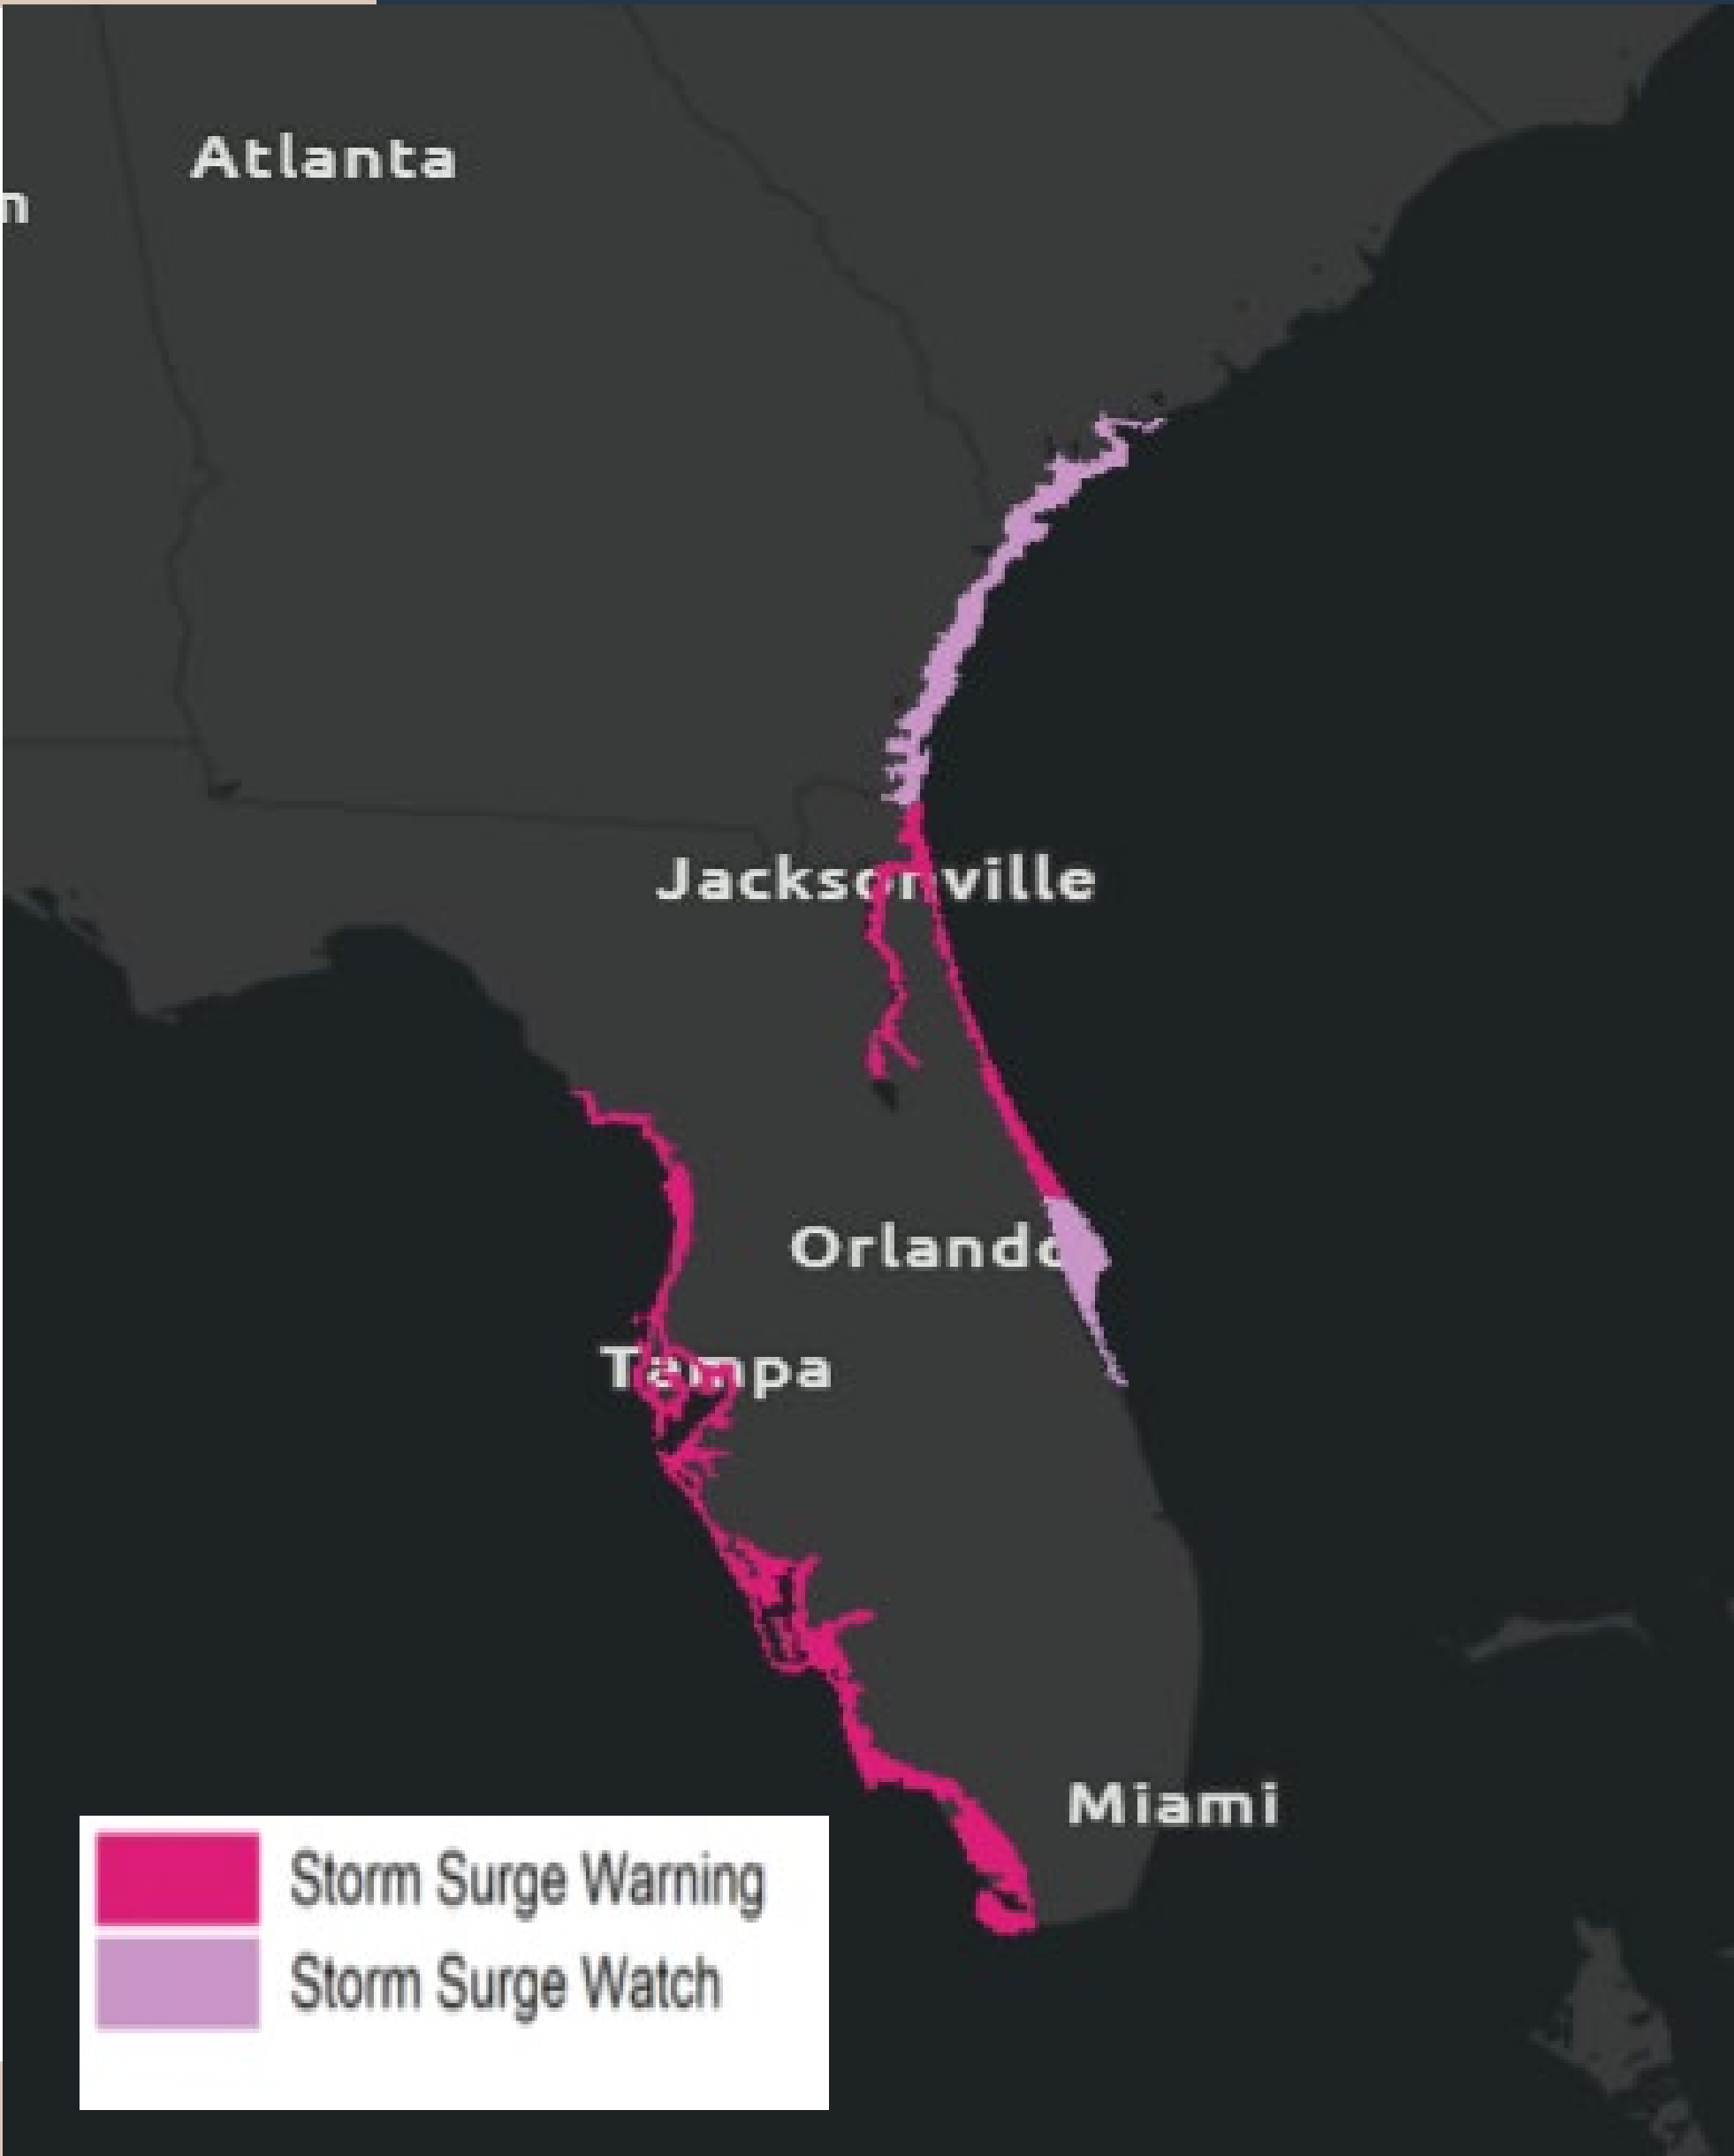 Atlanta
n
Jacksonville
Orlando
Tampa
Miami
Storm Surge Warning
Storm Surge Watch